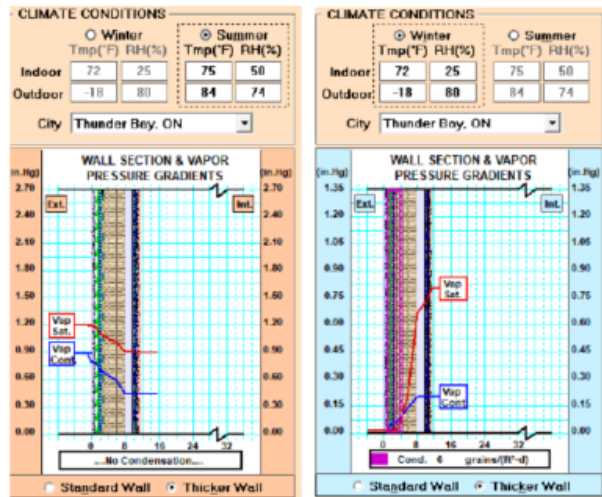 CLIMATE CONDITIONS
Winter Summer
Tmp(°F) RH(%) Tmp(°F) RH(%)
Indoor 72 25 75 50
Outdoor -18 80 84 74
City Thunder Bay, ON
(in.Hg) WALL SECTION & VAPOR (in.Hg)
PRESSURE GRADIENTS
2.70 2.70
Ext. Int.
2.40 2.40
2.10 2.10
1.80 1.80
1.50 1.50
Vap
Sat.
1.20 1.20
Vap
Cont
0.90 0.90
0.60 0.60
0.30 0.30
0.00 0.00
0 8 16 24 32
....No Condensation....
Standard Wall Thicker Wall
CLIMATE CONDITIONS
Winter Summer
Tmp(°F) RH(%) Tmp(°F) RH(%)
Indoor 72 25 75 50
Outdoor -18 80 84 74
City Thunder Bay, ON
(in.Hg) WALL SECTION & VAPOR (in.Hg)
PRESSURE GRADIENTS
1.35 1.35
Ext. Int.
1.20 1.20
1.05 1.05
0.90 0.90
Vap
Sat.
0.75 0.75
0.60 0.60
0.45 0.45
0.30 0.30
Vap
Cont
0.15 0.15
0.00 0.00
0 8 16 24 32
Cond. 6 grains/(ft²-d)
Standard Wall Thicker Wall